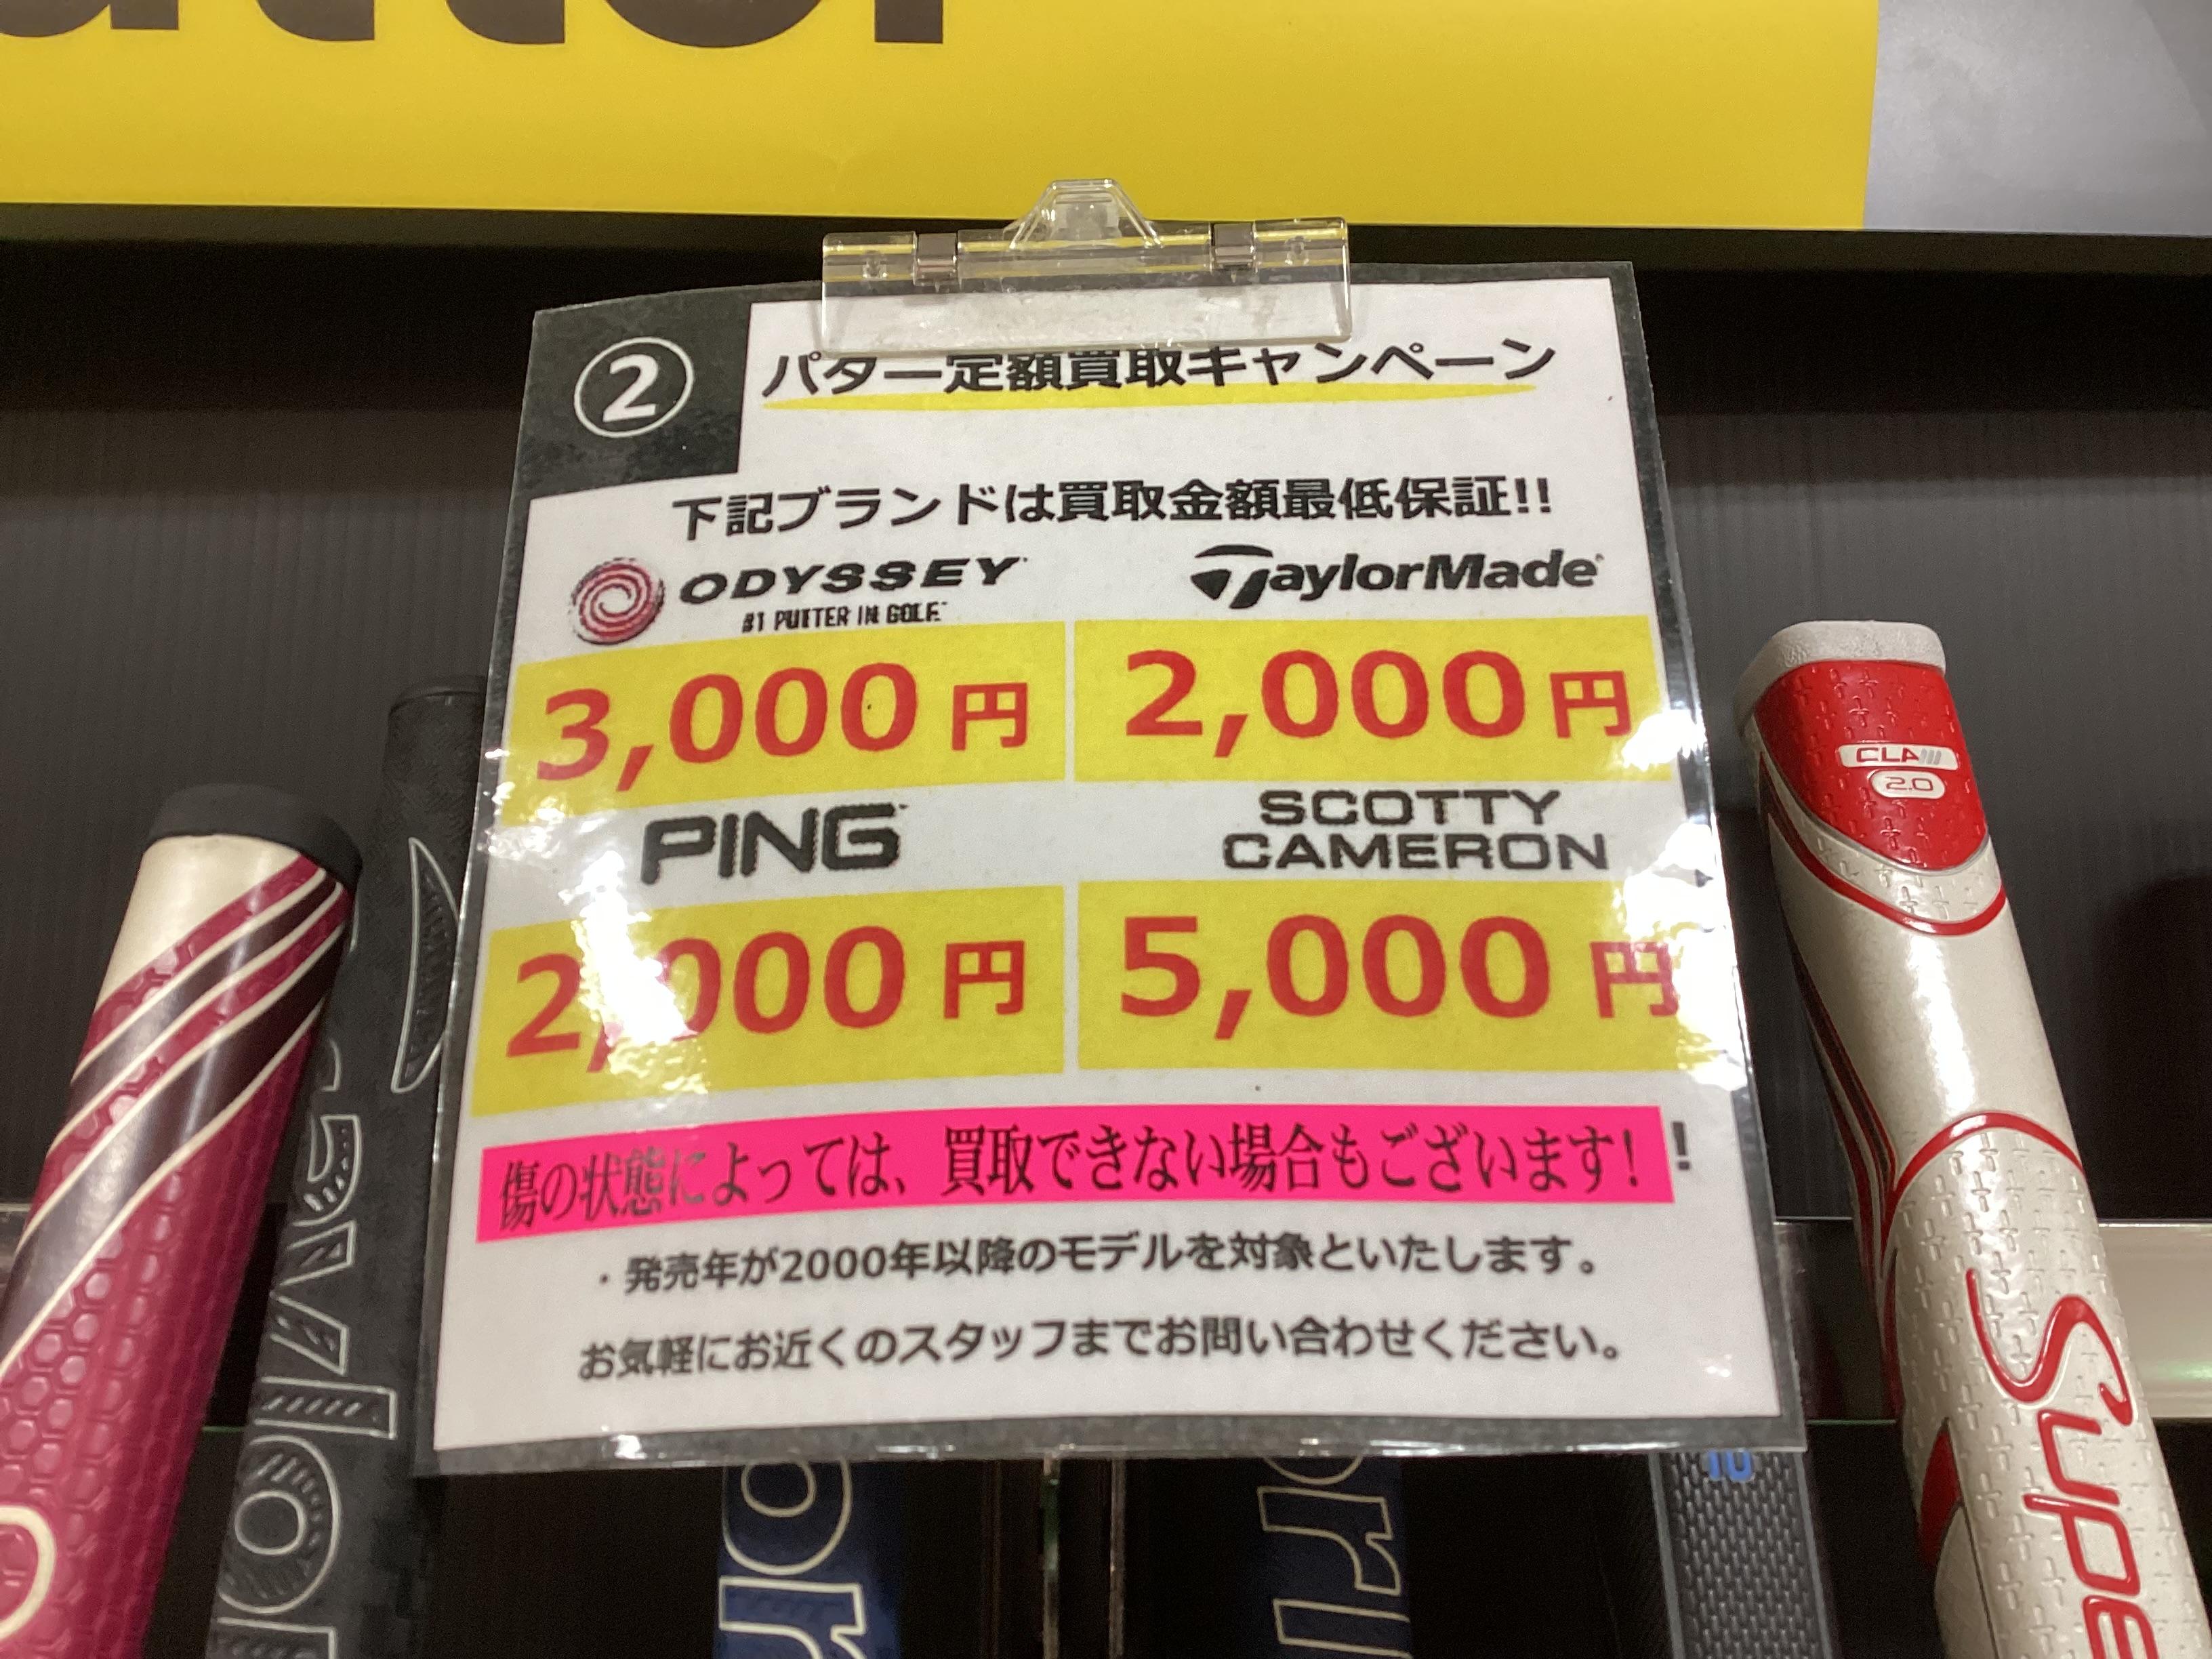 ②
パター定額買取キャンペーン
下記ブランドは買取金額最低保証!!
ODYSSEY
#1 PUTTER IN GOLF
TaylorMade
3,000円
2,000円
PING
SCOTTY
CAMERON
2,000円
5,000円
傷の状態によっては、買取できない場合もございます!!
・発売年が2000年以降のモデルを対象といたします。
お気軽にお近くのスタッフまでお問い合わせください。
2.0
Supe